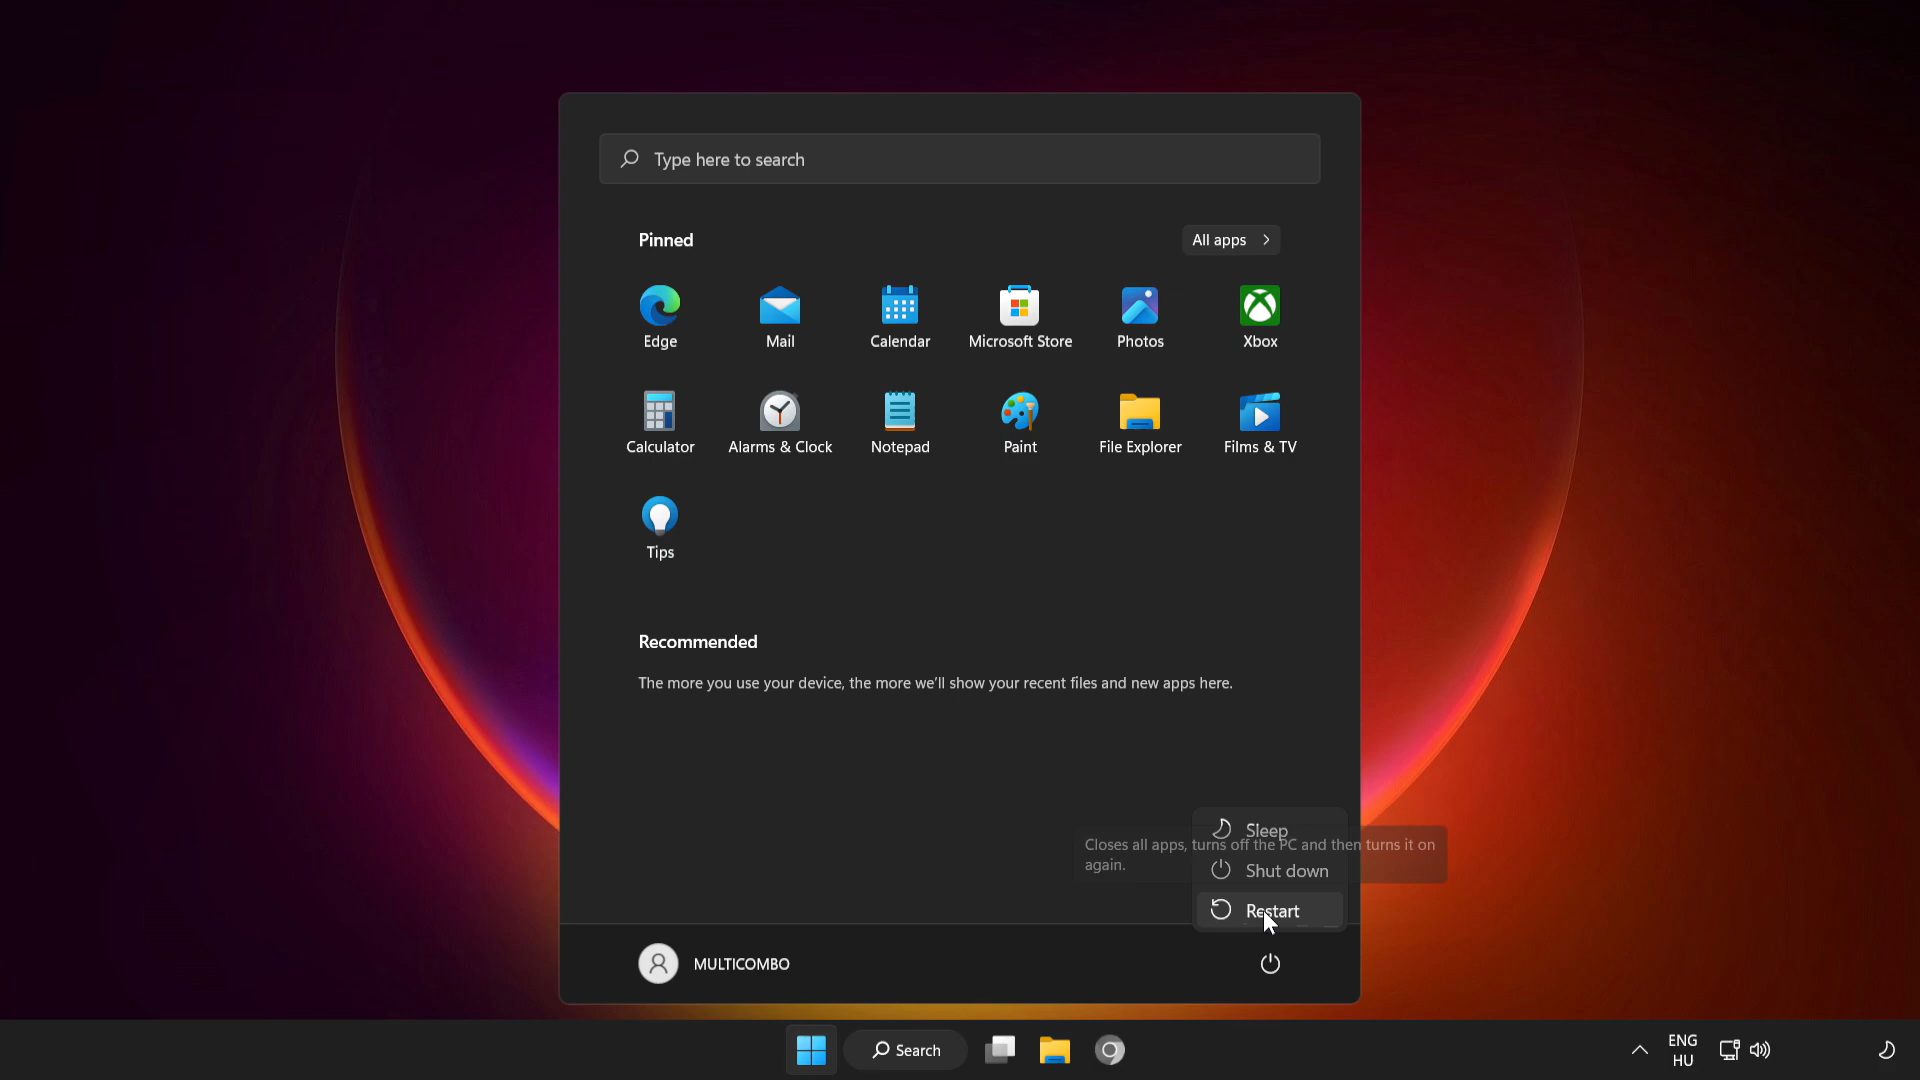 Type here to search
Pinned
All apps
Edge
Mail
Calendar
Microsoft Store
Photos
Xbox
Calculator
Alarms & Clock
Notepad
Paint
File Explorer
Films & TV
Tips
Recommended
The more you use your device, the more we'll show your recent files and new apps here.
Sleep
Closes all apps, turns off the PC and then turns it on
again.
Shut down
Restart
MULTICOMBO
Search
ENG
HU